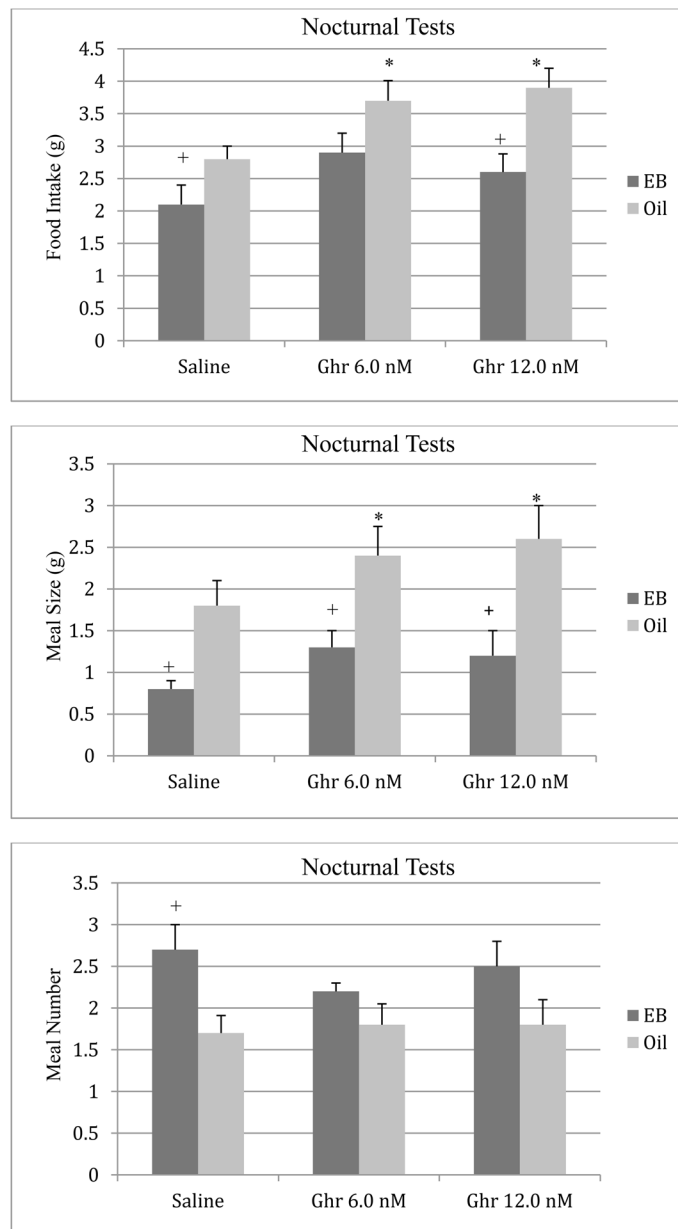 Nocturnal Tests
4.5
4
3.5
3
2.5
2
1.5
1
0.5
0
Food Intake (g)
+
*
*
+
Saline
Ghr 6.0 nM
Ghr 12.0 nM
EB
Oil
Nocturnal Tests
3.5
3
2.5
2
1.5
1
0.5
0
Meal Size (g)
+
+
*
+
*
Saline
Ghr 6.0 nM
Ghr 12.0 nM
EB
Oil
Nocturnal Tests
3.5
3
2.5
2
1.5
1
0.5
0
Meal Number
+
Saline
Ghr 6.0 nM
Ghr 12.0 nM
EB
Oil